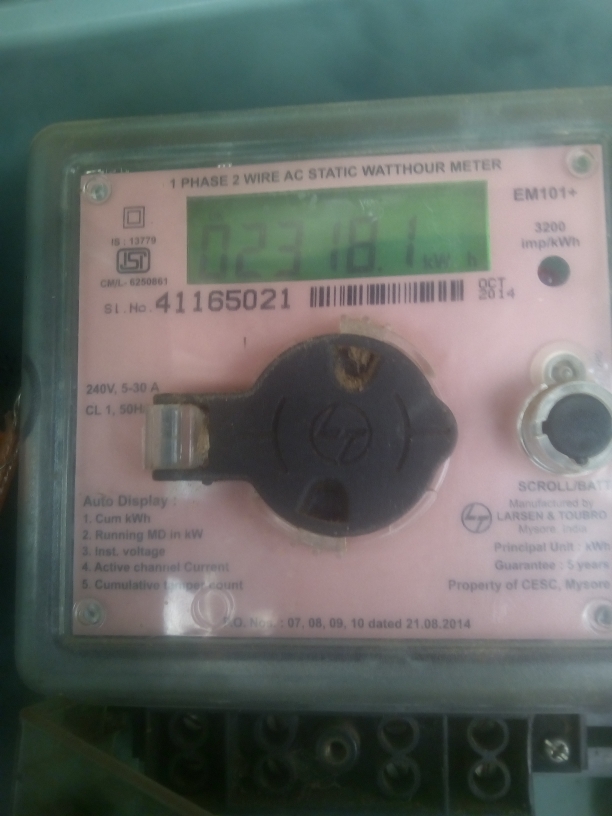 1 PHASE 2 WIRE AC STATIC WATTHOUR METER
EM101+
02318.1 kW h
3200
imp/kWh
IS : 13779
ISI
CM/L- 6250861
Sl.No. 41165021
OCT
2014
240V, 5-30 A
CL 1, 50Hz
L&T
SCROLL/BATT
Auto Display :
1. Cum kWh
2. Running MD in kW
3. Inst. voltage
4. Active channel Current
5. Cumulative tamper count
Manufactured by
LARSEN & TOUBRO
Mysore, India
Principal Unit : kWh
Guarantee : 5 years
Property of CESC, Mysore
P.O. Nos. : 07, 08, 09, 10 dated 21.08.2014